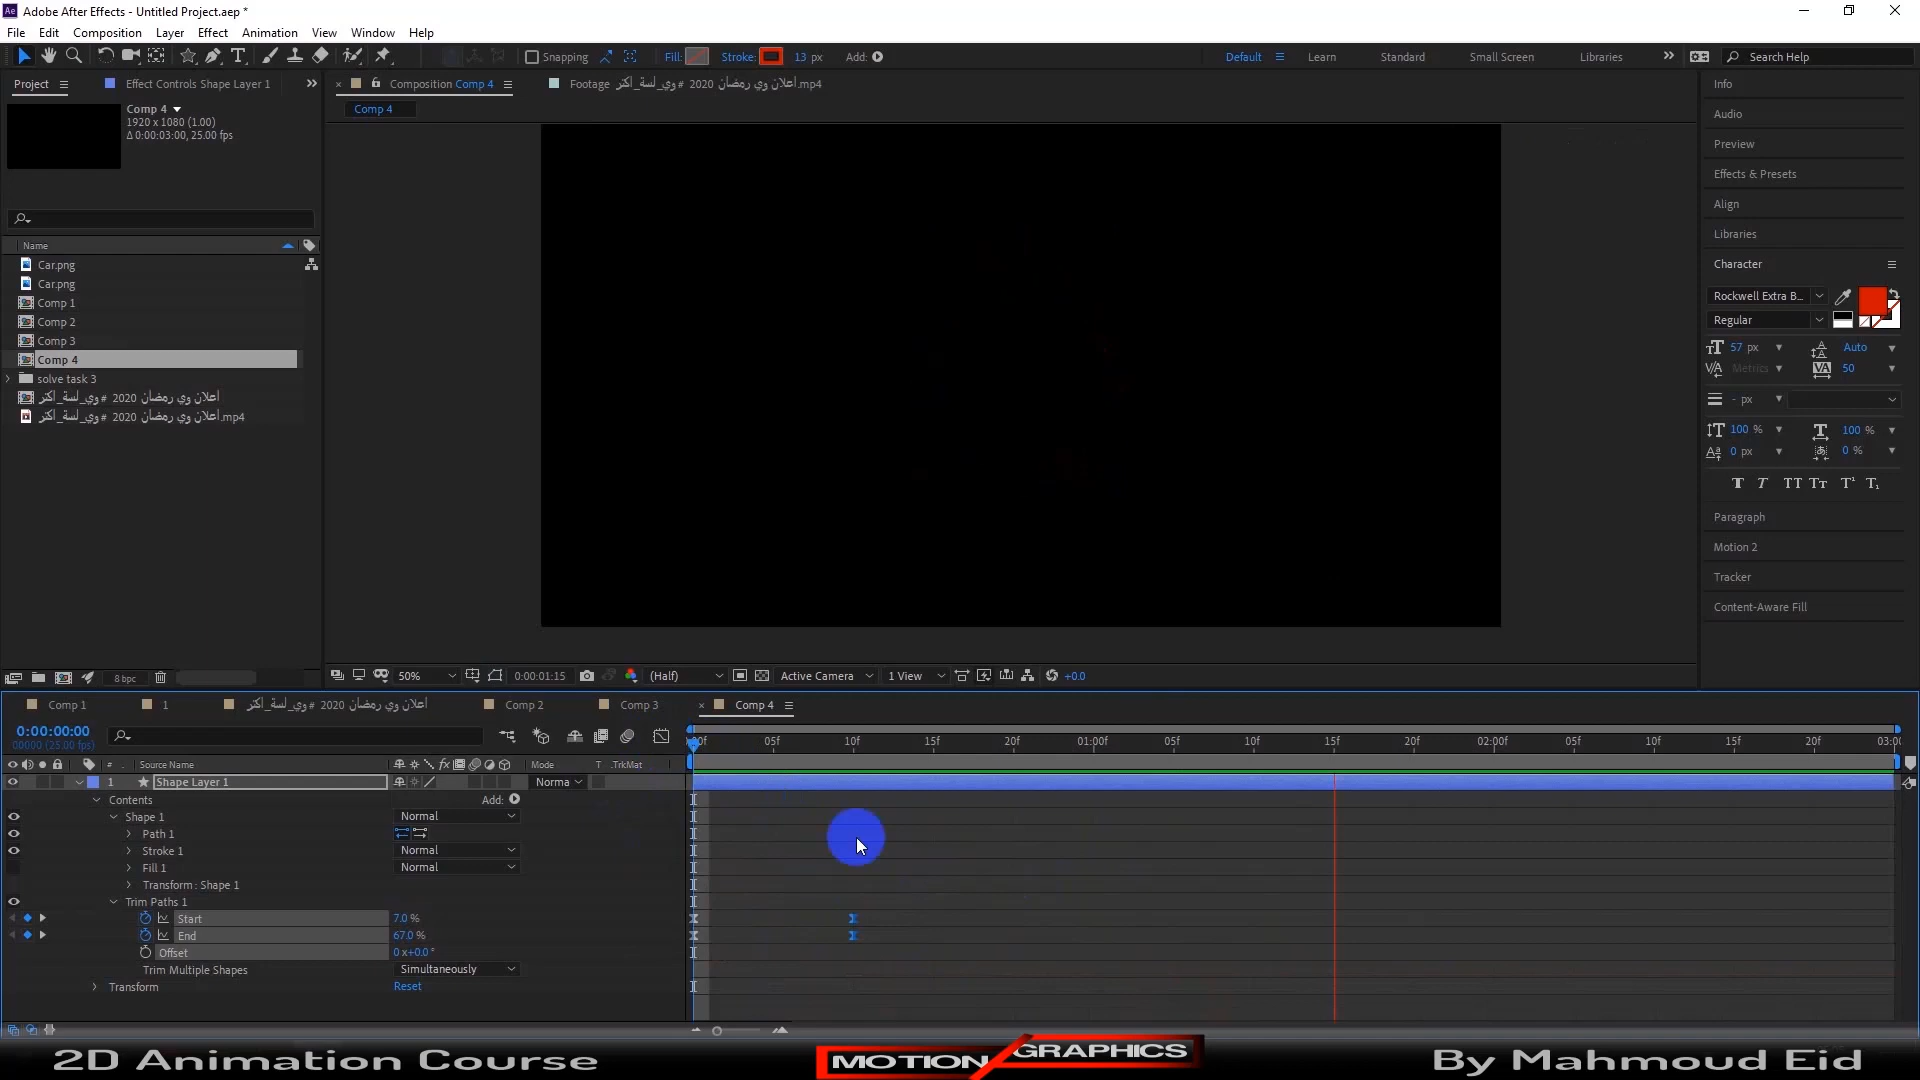 Adobe After Effects - Untitled Project.aep *
File Edit Composition Layer Effect Animation View Window Help
Snapping Fill: Stroke: 13 px Add: Default Learn Standard Small Screen Libraries Search Help
Project Effect Controls Shape Layer 1
Composition Comp 4 Footage اعلان وي رمضان 2020 #وي_لسة_اكتر.mp4
Comp 4
Comp 4
1920 x 1080 (1.00)
Δ 0:00:03:00, 25.00 fps
Name
Car.png
Car.png
Comp 1
Comp 2
Comp 3
Comp 4
solve task 3
اعلان وي رمضان 2020 #وي_لسة_اكتر
اعلان وي رمضان 2020 #وي_لسة_اكتر.mp4
8 bpc
50% 0:00:01:15 (Half) Active Camera 1 View +0.0
Info
Audio
Preview
Effects & Presets
Align
Libraries
Character
Rockwell Extra B...
Regular
57 px Auto
Metrics 50
- px
100 % 100 %
0 px 0 %
Paragraph
Motion 2
Tracker
Content-Aware Fill
Comp 1 1 اعلان وي رمضان 2020 #وي_لسة_اكتر Comp 2 Comp 3 Comp 4
0:00:00:00
00000 (25.00 fps)
05f 10f 15f 20f 01:00f 05f 10f 15f 20f 02:00f 05f 10f 15f 20f
# Source Name Mode T .TrkMat
1 Shape Layer 1 Norma
Contents Add:
Shape 1 Normal
Path 1
Stroke 1 Normal
Fill 1 Normal
Transform : Shape 1
Trim Paths 1
Start 7.0 %
End 67.0 %
Offset 0 x+0.0 °
Trim Multiple Shapes Simultaneously
Transform Reset
2D Animation Course MOTION GRAPHICS By Mahmoud Eid